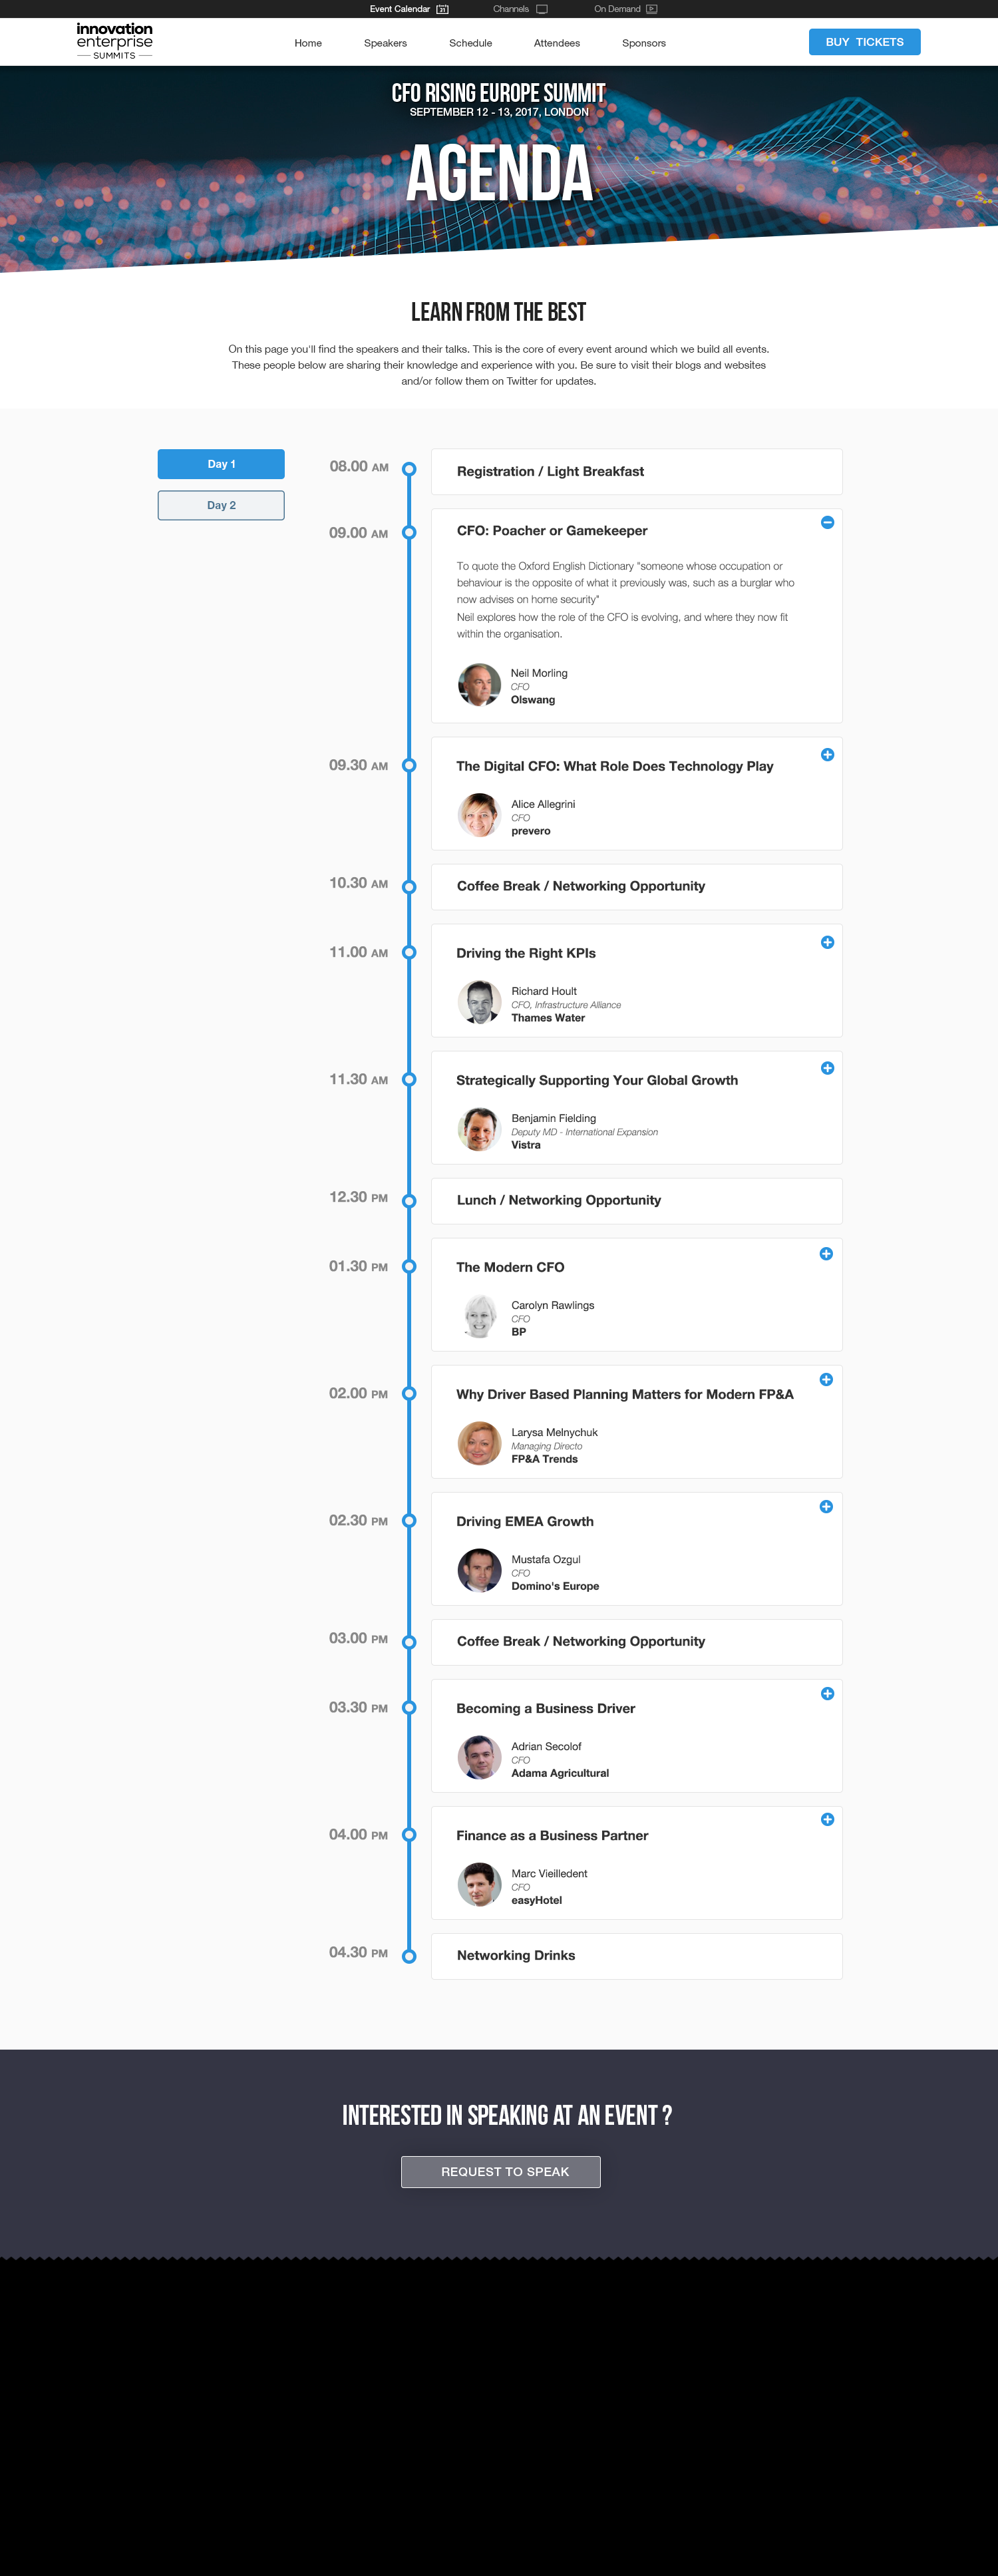 Event Calendar 31 Channels On Demand
innovation
enterprise
SUMMITS
Home Speakers Schedule Attendees Sponsors
BUY TICKETS
CFO RISING EUROPE SUMMIT
SEPTEMBER 12 - 13, 2017, LONDON
AGENDA
LEARN FROM THE BEST
On this page you'll find the speakers and their talks. This is the core of every event around which we build all events.
These people below are sharing their knowledge and experience with you. Be sure to visit their blogs and websites
and/or follow them on Twitter for updates.
Day 1
Day 2
08.00 AM
Registration / Light Breakfast
09.00 AM
CFO: Poacher or Gamekeeper
To quote the Oxford English Dictionary "someone whose occupation or
behaviour is the opposite of what it previously was, such as a burglar who
now advises on home security"
Neil explores how the role of the CFO is evolving, and where they now fit
within the organisation.
Neil Morling
CFO
Olswang
09.30 AM
The Digital CFO: What Role Does Technology Play
Alice Allegrini
CFO
prevero
10.30 AM
Coffee Break / Networking Opportunity
11.00 AM
Driving the Right KPIs
Richard Hoult
CFO, Infrastructure Alliance
Thames Water
11.30 AM
Strategically Supporting Your Global Growth
Benjamin Fielding
Deputy MD - International Expansion
Vistra
12.30 PM
Lunch / Networking Opportunity
01.30 PM
The Modern CFO
Carolyn Rawlings
CFO
BP
02.00 PM
Why Driver Based Planning Matters for Modern FP&A
Larysa Melnychuk
Managing Directo
FP&A Trends
02.30 PM
Driving EMEA Growth
Mustafa Ozgul
CFO
Domino's Europe
03.00 PM
Coffee Break / Networking Opportunity
03.30 PM
Becoming a Business Driver
Adrian Secolof
CFO
Adama Agricultural
04.00 PM
Finance as a Business Partner
Marc Vieilledent
CFO
easyHotel
04.30 PM
Networking Drinks
INTERESTED IN SPEAKING AT AN EVENT ?
REQUEST TO SPEAK